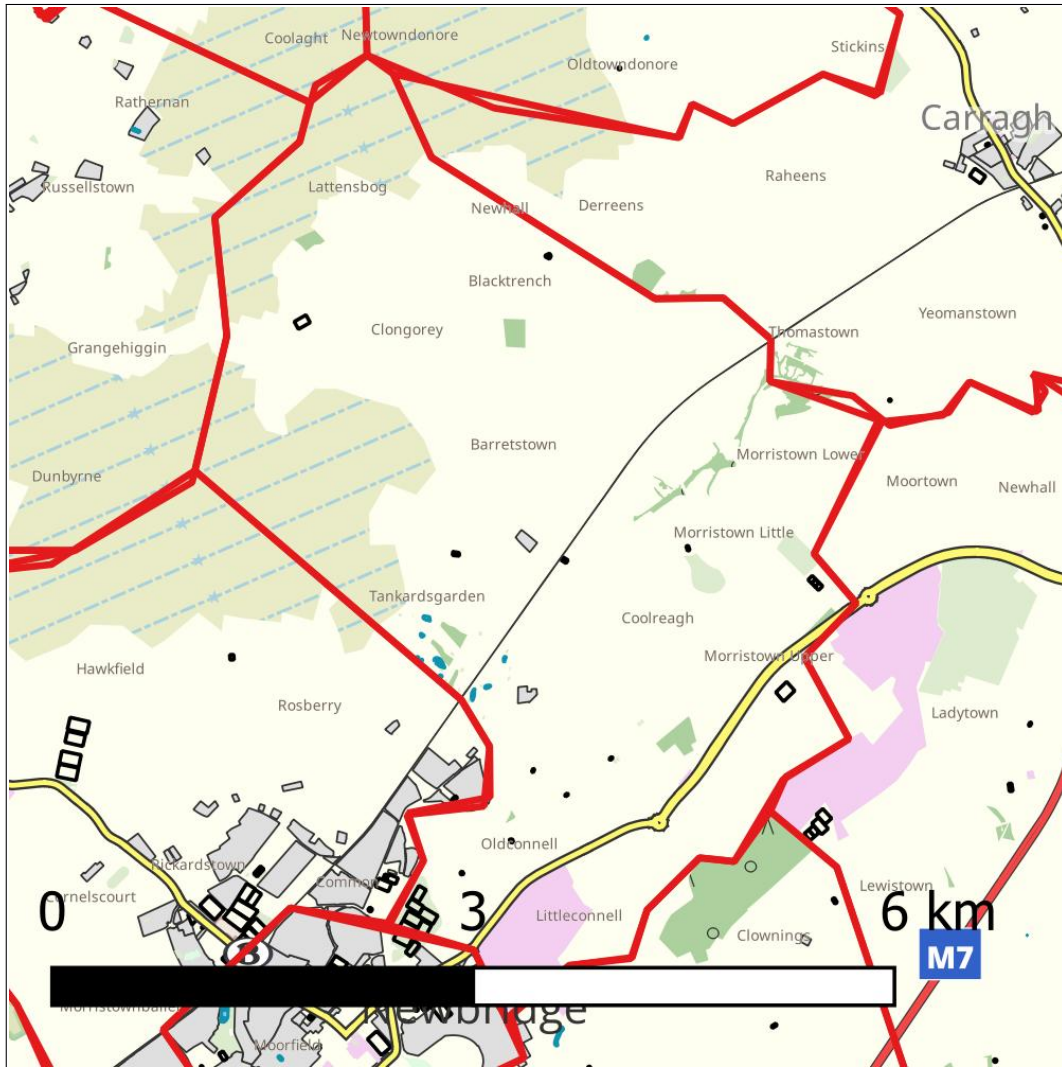 Coolaght
Newtowndonore
Oldtowndonore
Stickins
Rathernan
Carragh
Russellstown
Lattensbog
Raheens
Newhall
Derreens
Blacktrench
Clongorey
Yeomanstown
Thomastown
Grangehiggin
Barretstown
Morristown Lower
Dunbyrne
Moortown
Newhall
Morristown Little
Tankardsgarden
Coolreagh
Hawkfield
Morristown Upper
Rosberry
Ladytown
Oldconnell
Rickardstown
Common
Lewistown
Cornelscourt
0
3
6 km
Littleconnell
Clownings
M7
Newbridge
Moorfield